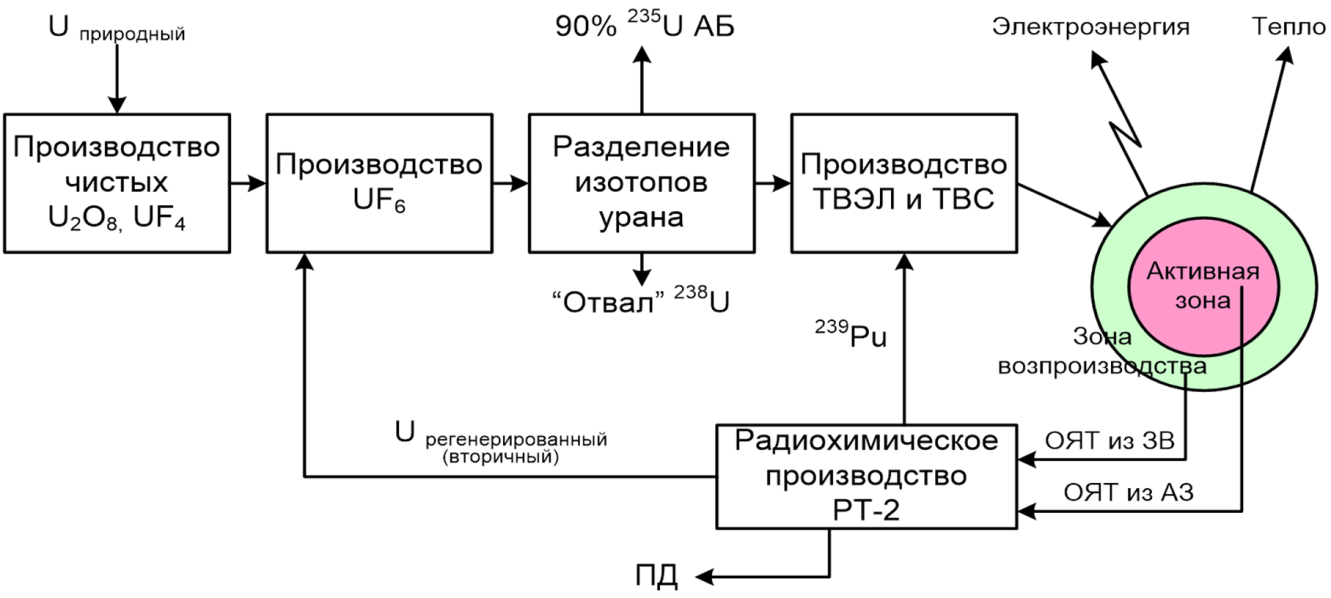 U природный
90% ²³⁵U АБ
Электроэнергия
Тепло
Производство
чистых
U₂O₈, UF₄
Производство
UF₆
Разделение
изотопов
урана
Производство
ТВЭЛ и ТВС
Активная
зона
“Отвал” ²³⁸U
²³⁹Pu
Зона
возпроизводства
U регенерированный
(вторичный)
Радиохимическое
производство
РТ-2
ОЯТ из ЗВ
ОЯТ из АЗ
ПД